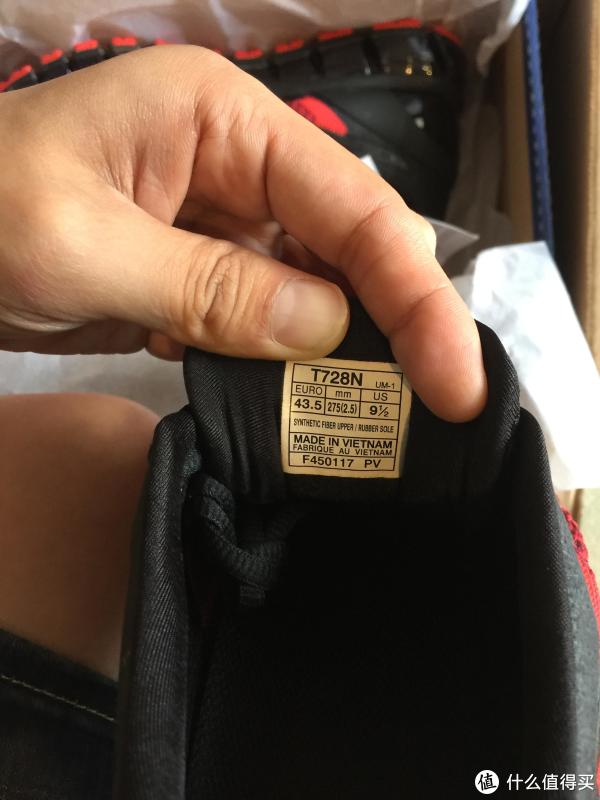 T728N UM-1
EURO mm US
43.5 275(2.5) 9½
SYNTHETIC FIBER UPPER / RUBBER SOLE
MADE IN VIETNAM
FABRIQUE AU VIETNAM
F450117 PV
值 什么值得买